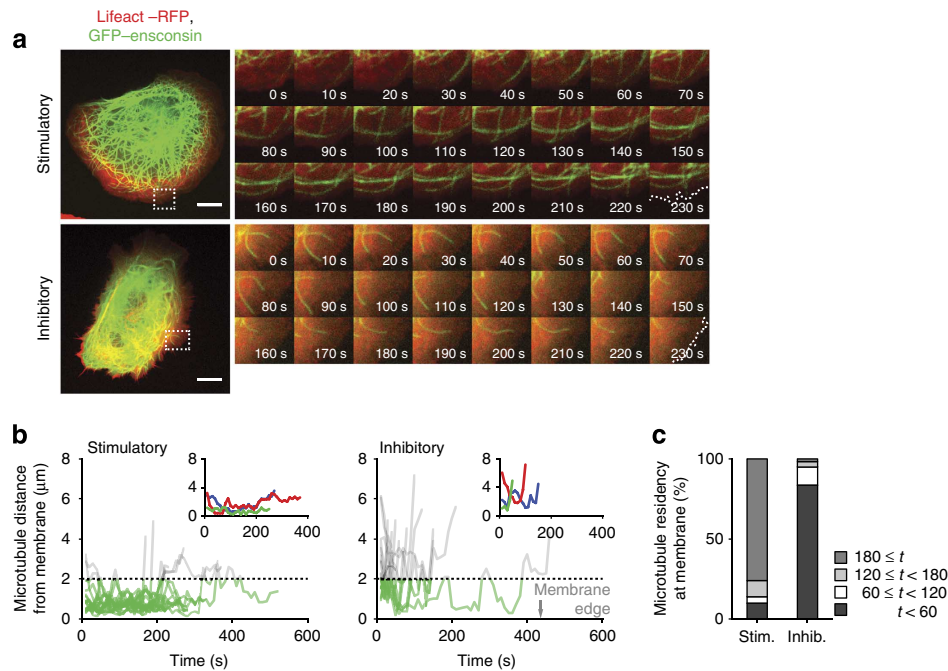 Lifeact –RFP,
GFP–ensconsin
a
Stimulatory
0 s 10 s 20 s 30 s 40 s 50 s 60 s 70 s
80 s 90 s 100 s 110 s 120 s 130 s 140 s 150 s
160 s 170 s 180 s 190 s 200 s 210 s 220 s 230 s
Inhibitory
0 s 10 s 20 s 30 s 40 s 50 s 60 s 70 s
80 s 90 s 100 s 110 s 120 s 130 s 140 s 150 s
160 s 170 s 180 s 190 s 200 s 210 s 220 s 230 s
b
Stimulatory
Microtubule distance
from membrane (μm)
8
6
4
2
0
0 200 400 600
Time (s)
8
4
0
0 200 400
Inhibitory
8
6
4
2
0
0 200 400 600
Time (s)
8
4
0
0 200 400
Membrane
edge
c
Microtubule residency
at membrane (%)
100
50
0
Stim. Inhib.
180 ≤ t
120 ≤ t < 180
60 ≤ t < 120
t < 60